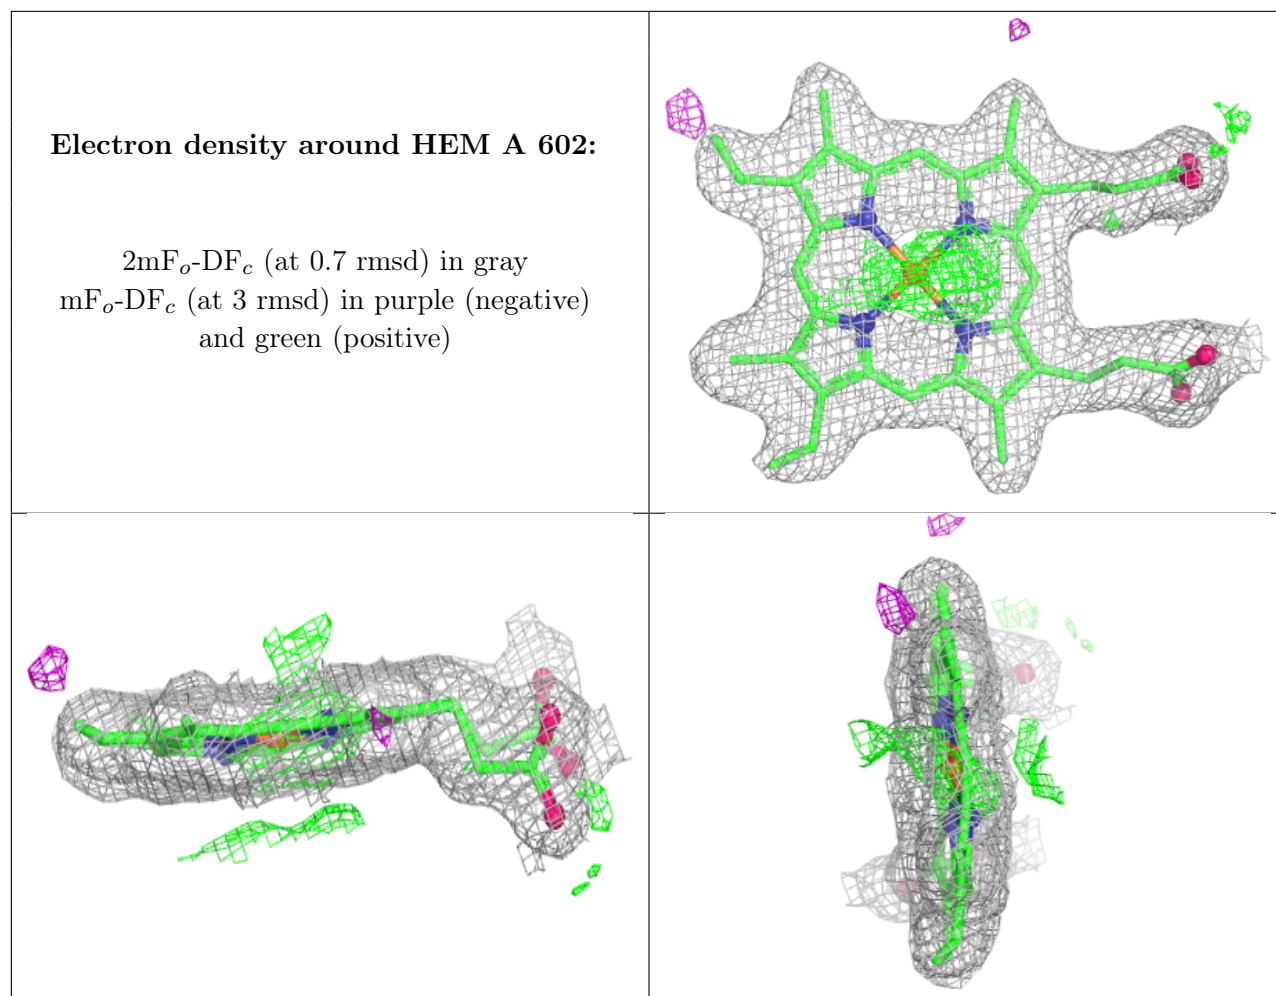 Electron density around HEM A 602:
2mFo-DFc (at 0.7 rmsd) in gray
mFo-DFc (at 3 rmsd) in purple (negative)
and green (positive)